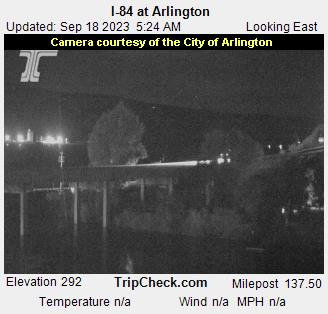 I-84 at Arlington
Updated: Sep 18 2023 5:24 AM Looking East
Camera courtesy of the City of Arlington
Elevation 292 TripCheck.com Milepost 137.50
Temperature n/a Wind n/a MPH n/a